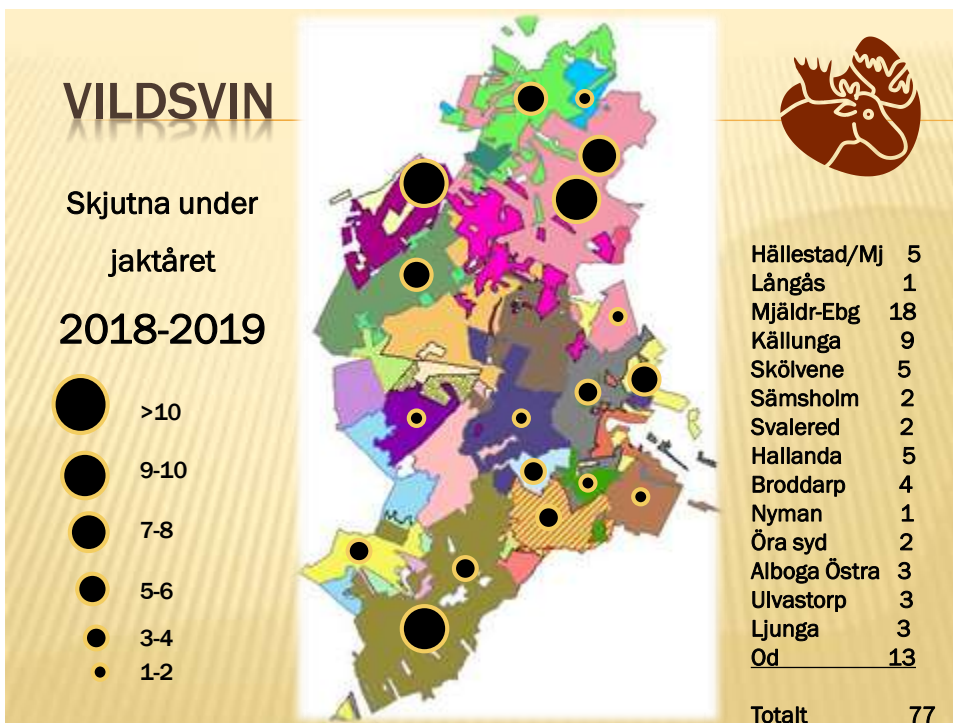 VILDSVIN
Skjutna under
jaktåret
2018-2019
>10
9-10
7-8
5-6
3-4
1-2
Hällestad/Mj 5
Långås 1
Mjäldr-Ebg 18
Källunga 9
Skölvene 5
Sämsholm 2
Svalered 2
Hallanda 5
Broddarp 4
Nyman 1
Öra syd 2
Alboga Östra 3
Ulvastorp 3
Ljunga 3
Od 13
Totalt 77